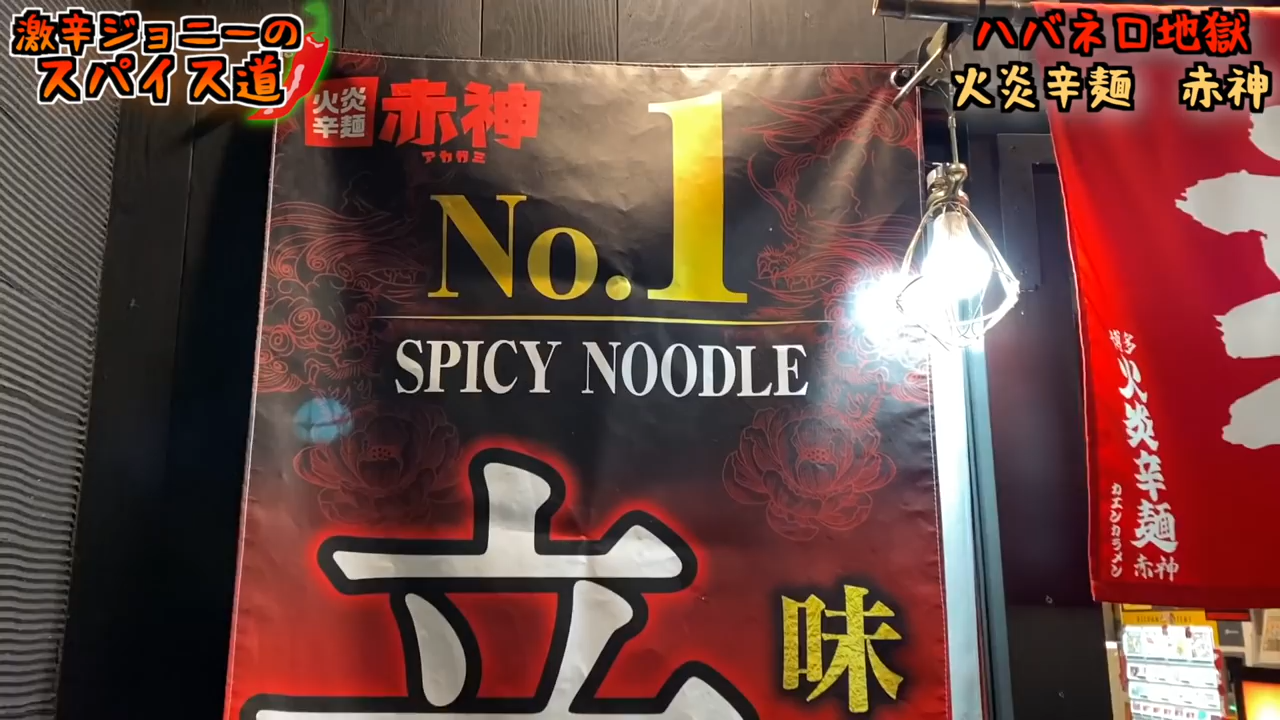 激辛ジョニーの
スパイス道
ハバネロ地獄
火炎辛麺 赤神
火炎
辛麺
赤神
アカガミ
No.1
SPICY NOODLE
辛
味
博多
火炎辛麺
カエンカラメン
赤神